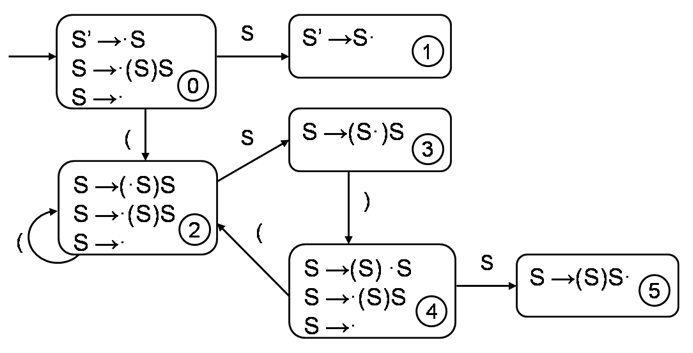 S’ →·S
S →·(S)S
S →·
0
S
S’ →S·
1
(
S →(·S)S
S →·(S)S
S →·
2
(
S
S →(S·)S
3
)
(
S →(S) ·S
S →·(S)S
S →·
4
S
S →(S)S·
5